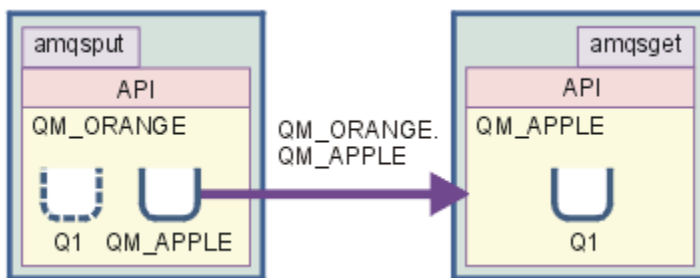 amqsput
API
QM_ORANGE
Q1 QM_APPLE
QM_ORANGE.
QM_APPLE
amqsget
API
QM_APPLE
Q1